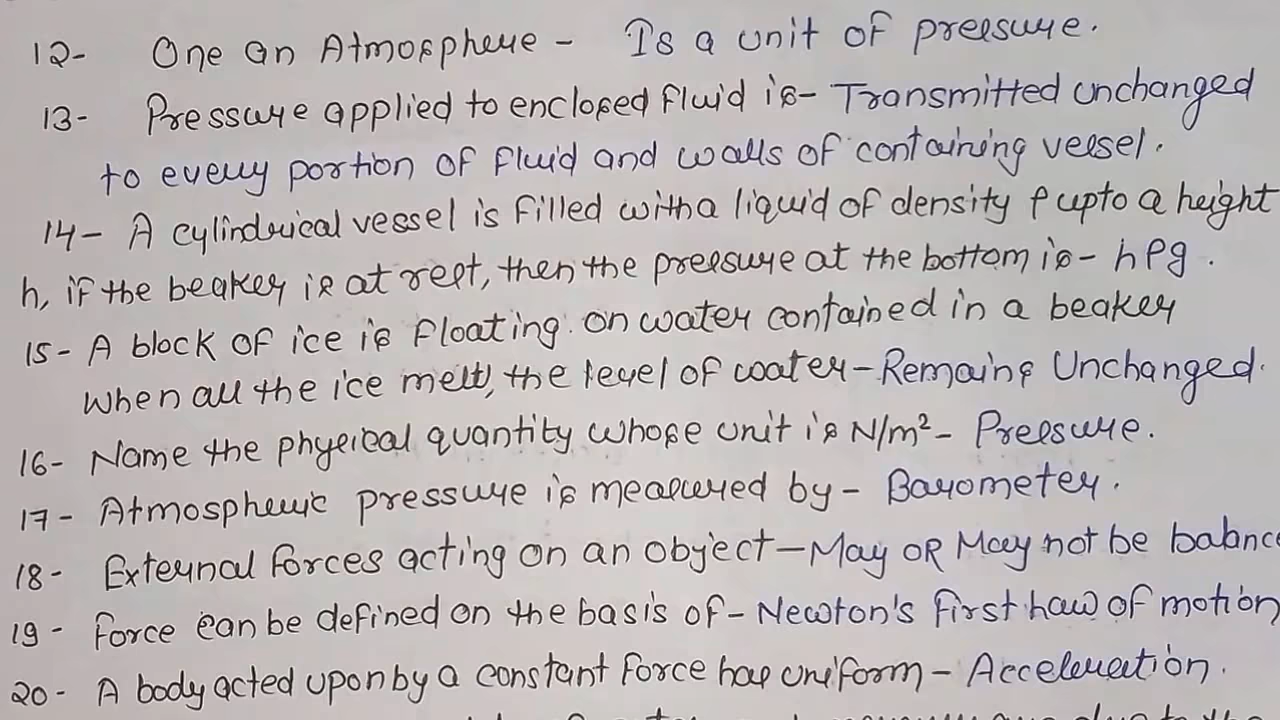 12- One an Atmosphere - Is a unit of pressure.
13- Pressure applied to enclosed fluid is- Transmitted unchanged
to every portion of fluid and walls of containing vessel.
14- A cylindrical vessel is filled with a liquid of density ρ upto a height
h, if the beaker is at rest, then the pressure at the bottom is- hρg.
15- A block of ice is floating on water contained in a beaker
when all the ice melt, the level of water-Remains Unchanged.
16- Name the physical quantity whose unit is N/m²- Pressure.
17- Atmospheric pressure is measured by- Barometer.
18- External forces acting on an object-May OR May not be balance
19- Force can be defined on the basis of- Newton's first Law of motion
20- A body acted upon by a constant force has uniform- Acceleration.